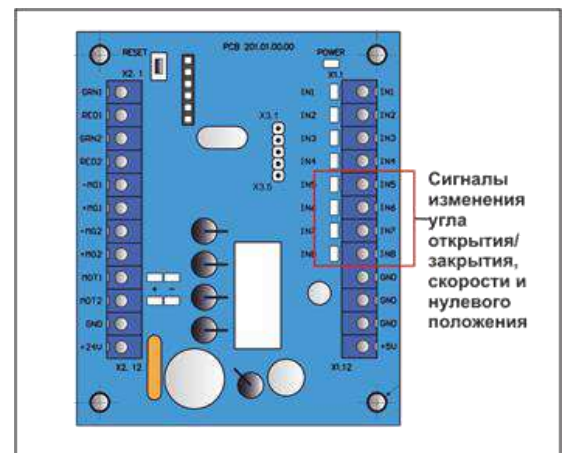 RESET
PCB 201.01.00.00
POWER
X2. 1
X1.1
GRN1
RED1
GRN2
RED2
+MG1
+MG1
+MG2
+MG2
MOT1
MOT2
GND
+24V
X2. 12
X3.1
X3.5
+ -
IN1
IN2
IN3
IN4
IN5
IN6
IN7
IN8
IN1
IN2
IN3
IN4
IN5
IN6
IN7
IN8
GND
GND
GND
+5V
X1.12
Сигналы
изменения
угла
открытия/
закрытия,
скорости и
нулевого
положения